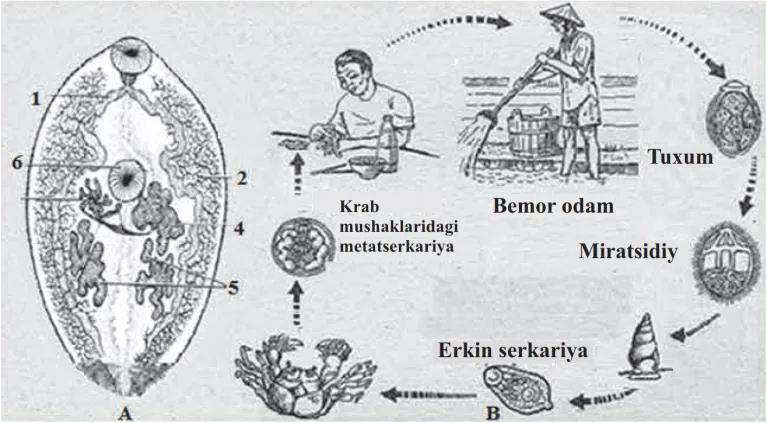 1
6
2
4
5
A
Krab
mushaklaridagi
metatserkariya
Bemor odam
Tuxum
Miratsidiy
Erkin serkariya
B